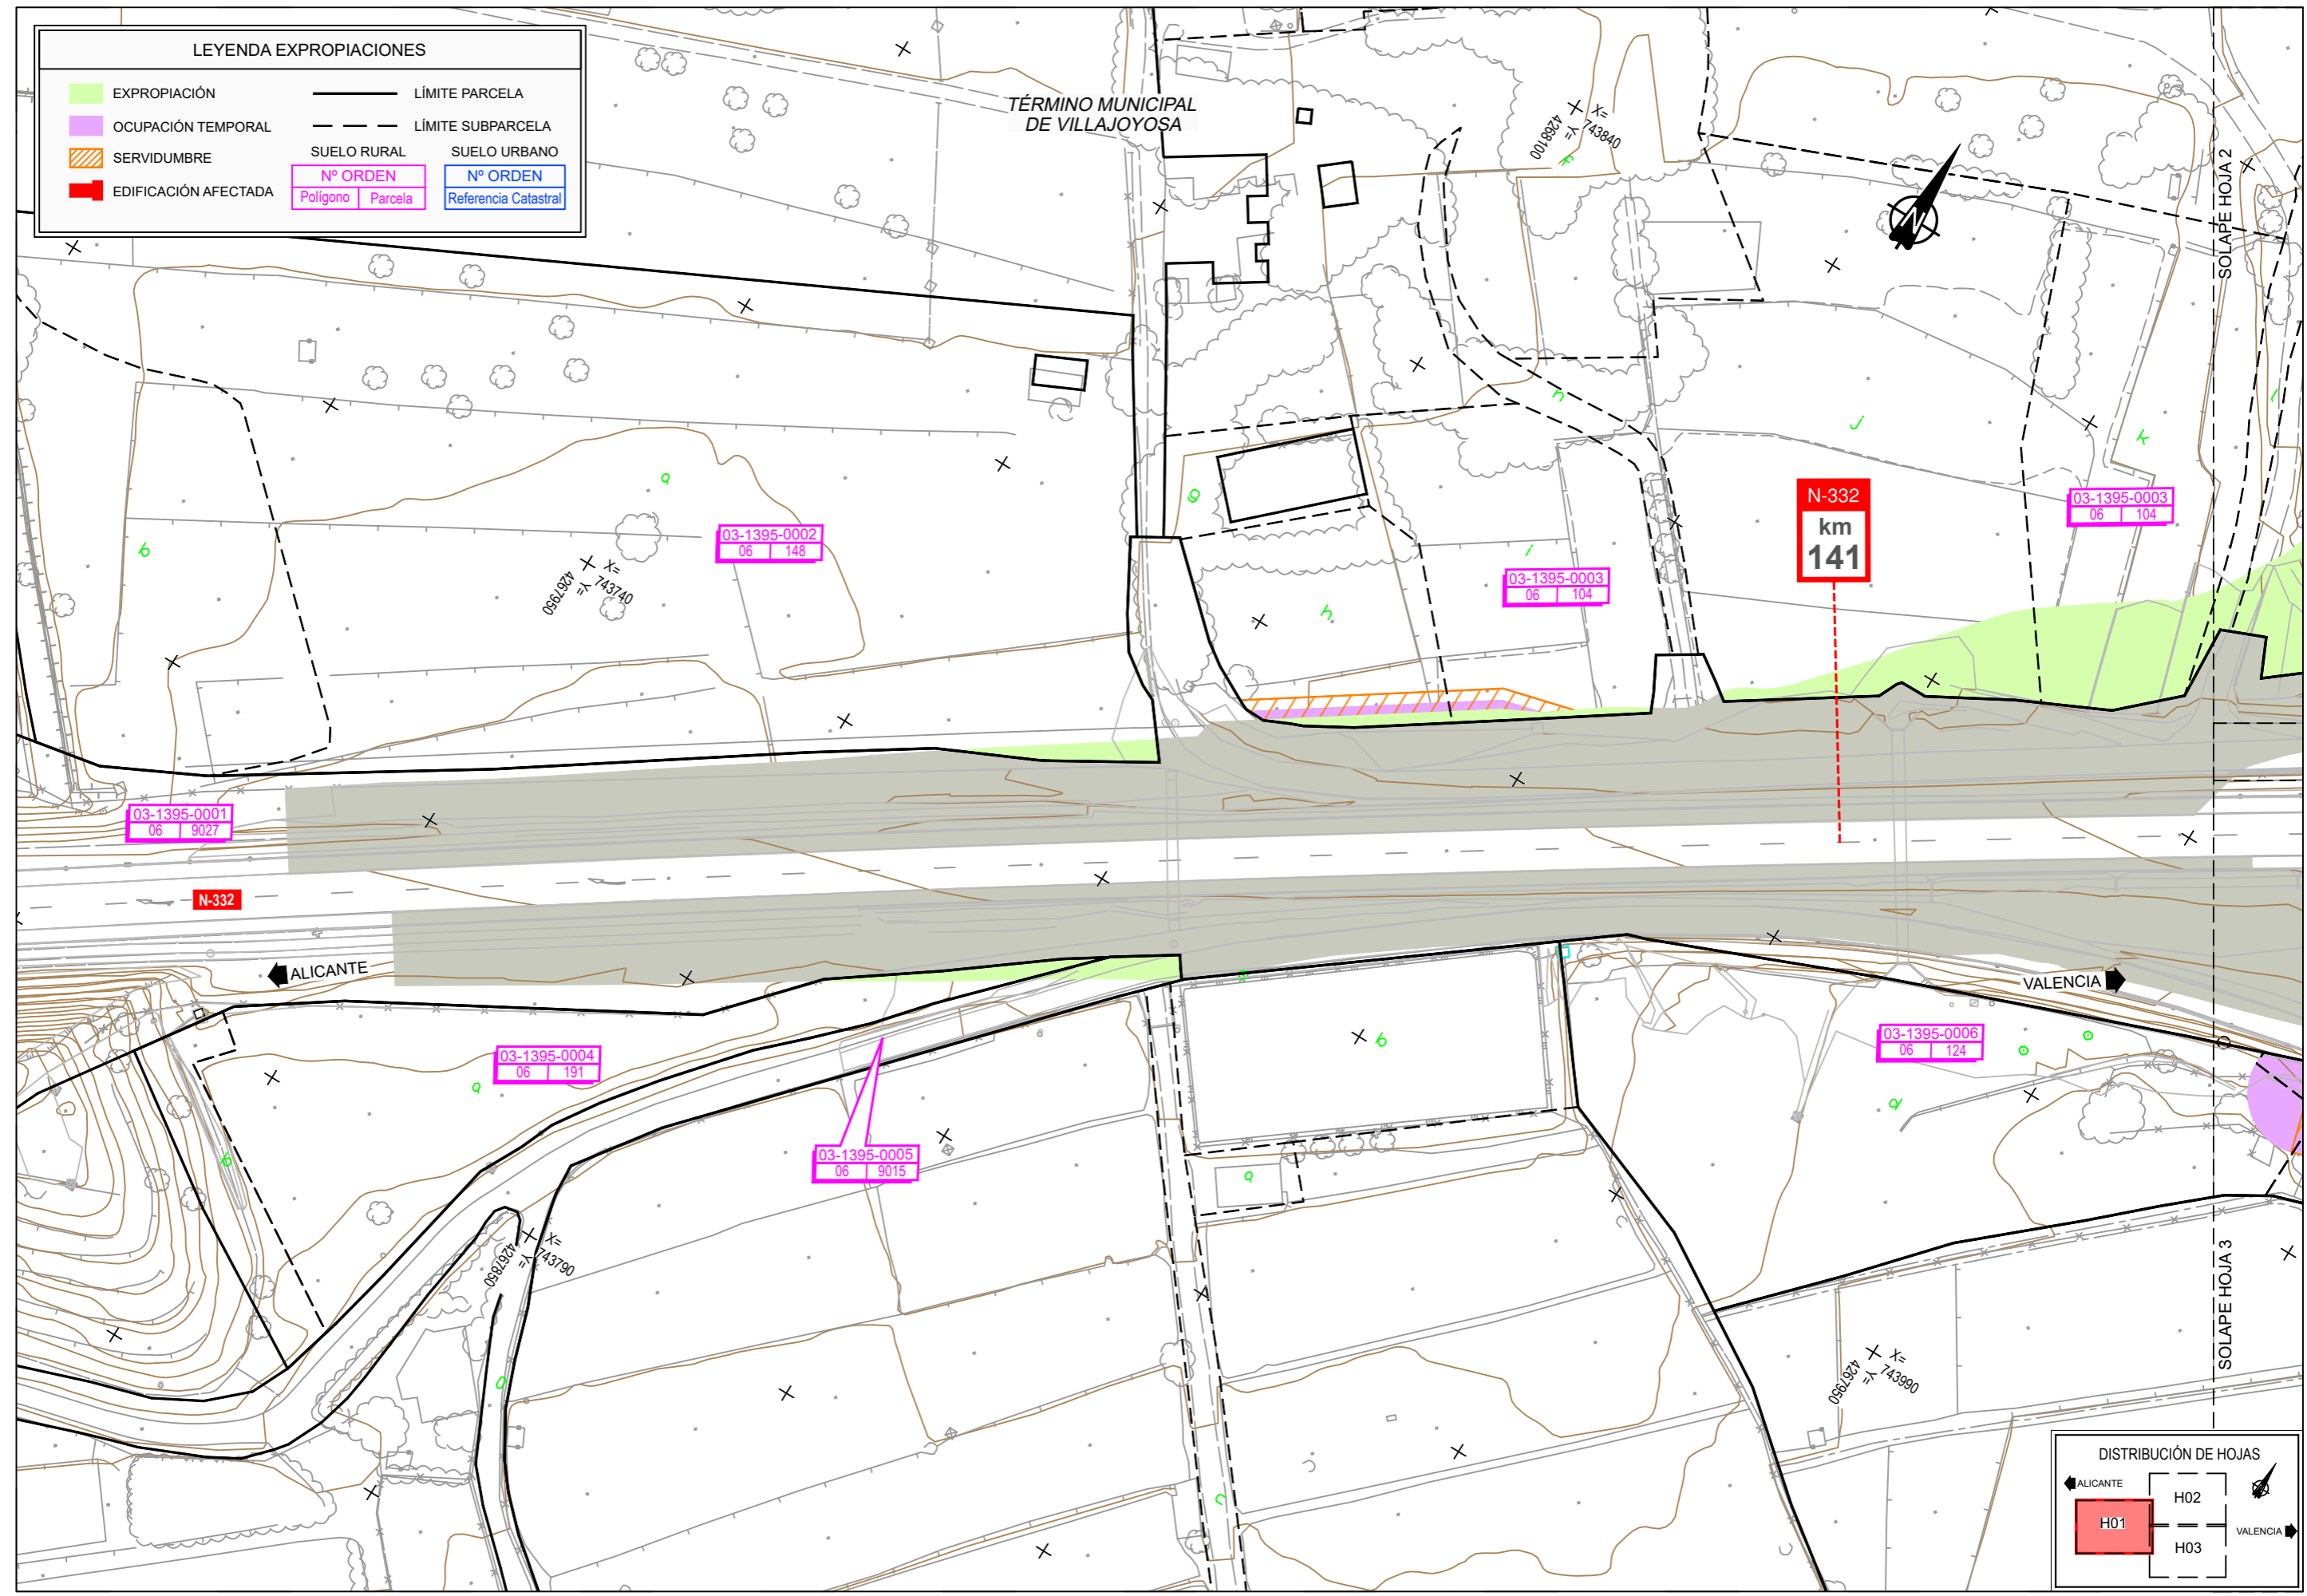 LEYENDA EXPROPIACIONES
EXPROPIACIÓN
OCUPACIÓN TEMPORAL
SERVIDUMBRE
EDIFICACIÓN AFECTADA
LÍMITE PARCELA
LÍMITE SUBPARCELA
SUELO RURAL
Nº ORDEN
Polígono Parcela
SUELO URBANO
Nº ORDEN
Referencia Catastral
TÉRMINO MUNICIPAL
DE VILLAJOYOSA
X= 743840
Y= 4268100
f
SOLAPE HOJA 2
n
j
k
l
a
b
g
i
h
03-1395-0002
06 148
X= 743740
Y= 4267950
03-1395-0003
06 104
N-332
km
141
03-1395-0003
06 104
03-1395-0001
06 9027
N-332
ALICANTE
VALENCIA
03-1395-0004
06 191
a
b
03-1395-0005
06 9015
b
a
03-1395-0006
06 124
X= 743790
Y= 4267850
c
X= 743990
Y= 4267950
SOLAPE HOJA 3
DISTRIBUCIÓN DE HOJAS
ALICANTE
H02
H01
H03
VALENCIA